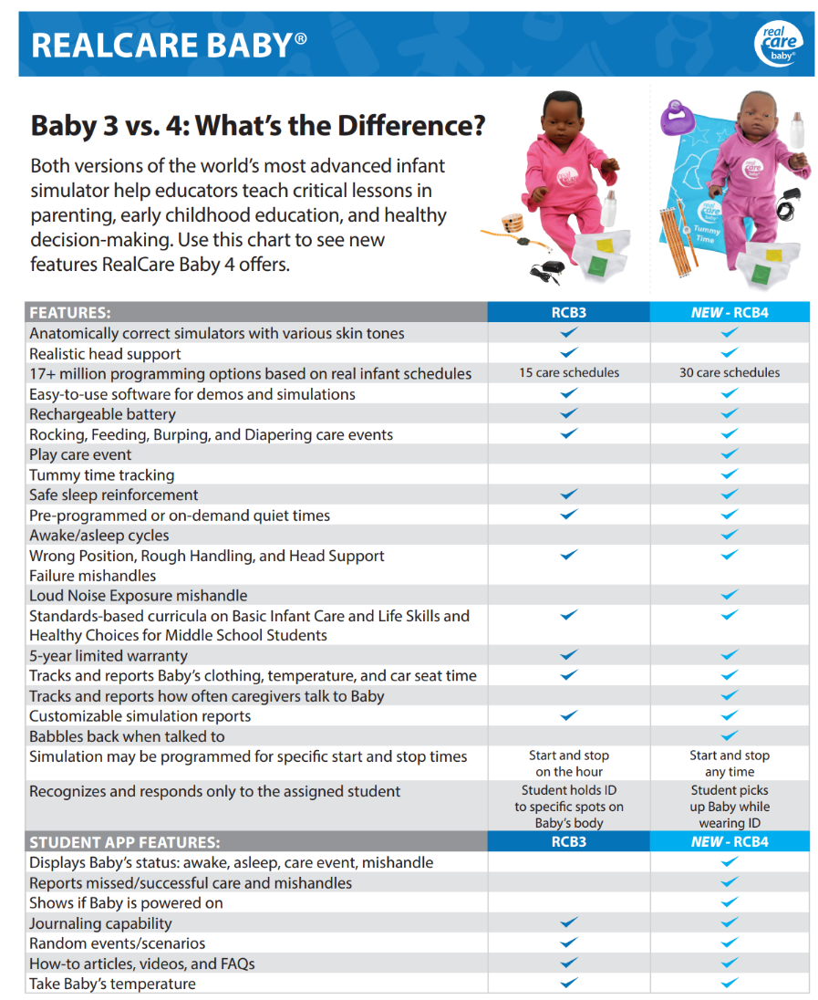 REALCARE BABY®
real
care
baby®
Baby 3 vs. 4: What's the Difference?
Both versions of the world's most advanced infant
simulator help educators teach critical lessons in
parenting, early childhood education, and healthy
decision-making. Use this chart to see new
features RealCare Baby 4 offers.
real
care
baby
real
care
baby
real
care
baby
Tummy
Time
FEATURES: RCB3 NEW - RCB4
Anatomically correct simulators with various skin tones
Realistic head support
17+ million programming options based on real infant schedules 15 care schedules 30 care schedules
Easy-to-use software for demos and simulations
Rechargeable battery
Rocking, Feeding, Burping, and Diapering care events
Play care event
Tummy time tracking
Safe sleep reinforcement
Pre-programmed or on-demand quiet times
Awake/asleep cycles
Wrong Position, Rough Handling, and Head Support
Failure mishandles
Loud Noise Exposure mishandle
Standards-based curricula on Basic Infant Care and Life Skills and
Healthy Choices for Middle School Students
5-year limited warranty
Tracks and reports Baby's clothing, temperature, and car seat time
Tracks and reports how often caregivers talk to Baby
Customizable simulation reports
Babbles back when talked to
Simulation may be programmed for specific start and stop times Start and stop Start and stop
on the hour any time
Recognizes and responds only to the assigned student Student holds ID Student picks
to specific spots on up Baby while
Baby's body wearing ID
STUDENT APP FEATURES: RCB3 NEW - RCB4
Displays Baby's status: awake, asleep, care event, mishandle
Reports missed/successful care and mishandles
Shows if Baby is powered on
Journaling capability
Random events/scenarios
How-to articles, videos, and FAQs
Take Baby's temperature